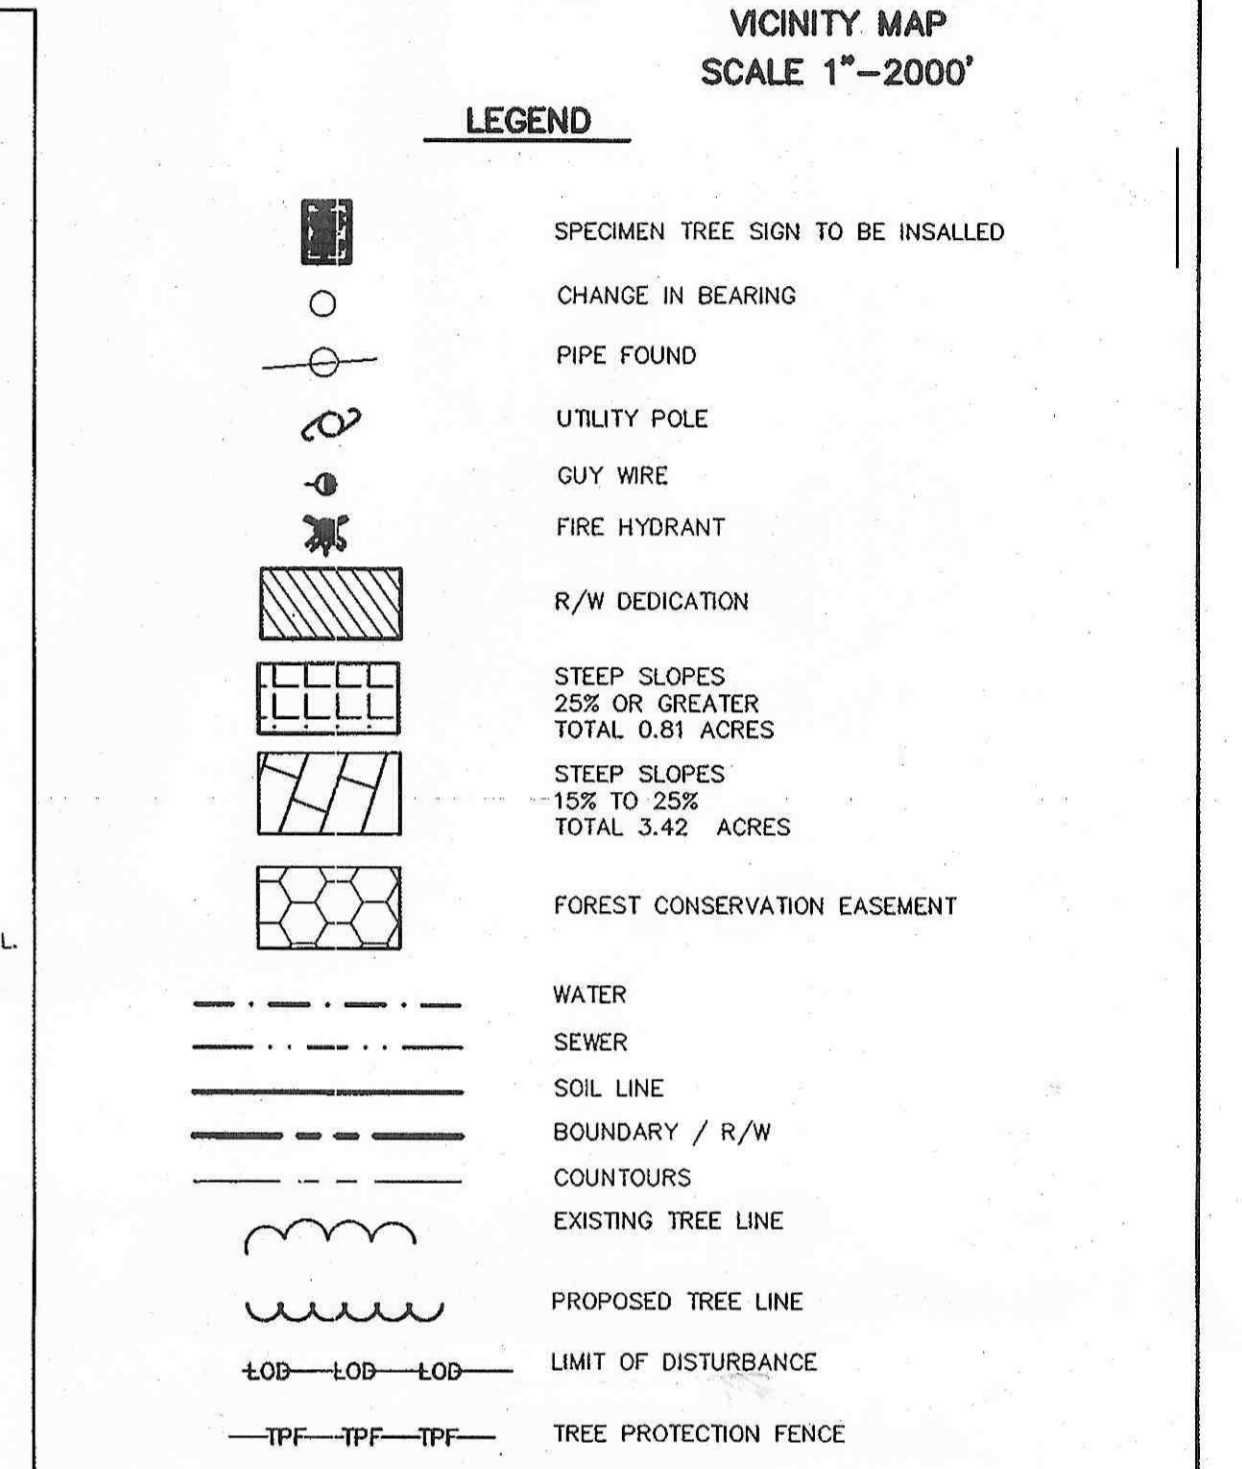 VICINITY MAP
SCALE 1"-2000'
LEGEND
SPECIMEN TREE SIGN TO BE INSALLED
CHANGE IN BEARING
PIPE FOUND
UTILITY POLE
GUY WIRE
FIRE HYDRANT
R/W DEDICATION
STEEP SLOPES
25% OR GREATER
TOTAL 0.81 ACRES
STEEP SLOPES
15% TO 25%
TOTAL 3.42 ACRES
FOREST CONSERVATION EASEMENT
L.
WATER
SEWER
SOIL LINE
BOUNDARY / R/W
COUNTOURS
EXISTING TREE LINE
PROPOSED TREE LINE
LOD LOD LOD LIMIT OF DISTURBANCE
TPF TPF TPF TREE PROTECTION FENCE